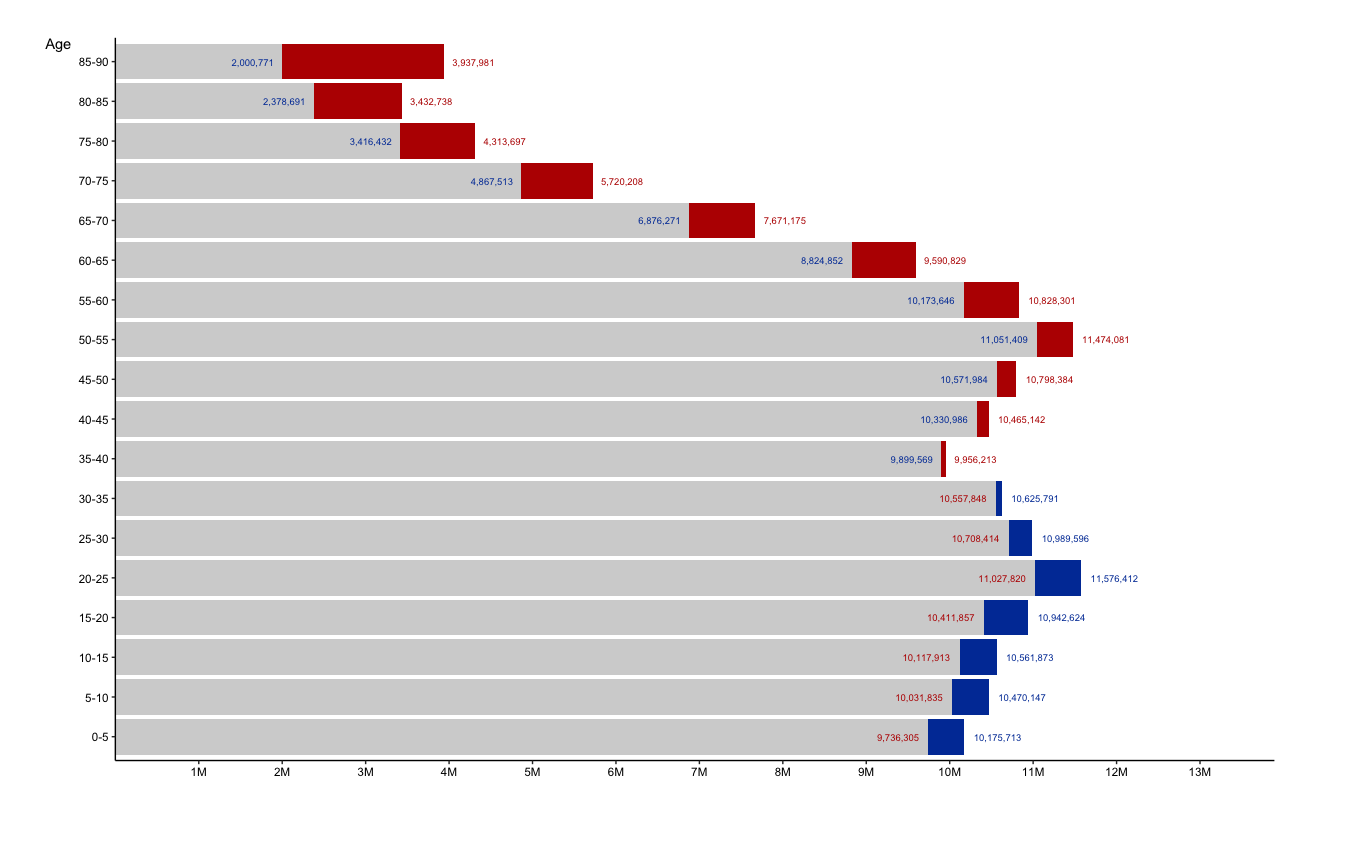 Age
85-90 2,000,771 3,937,981
80-85 2,378,691 3,432,738
75-80 3,416,432 4,313,697
70-75 4,867,513 5,720,208
65-70 6,876,271 7,671,175
60-65 8,824,852 9,590,829
55-60 10,173,646 10,828,301
50-55 11,051,409 11,474,081
45-50 10,571,984 10,798,384
40-45 10,330,986 10,465,142
35-40 9,899,569 9,956,213
30-35 10,557,848 10,625,791
25-30 10,708,414 10,989,596
20-25 11,027,820 11,576,412
15-20 10,411,857 10,942,624
10-15 10,117,913 10,561,873
5-10 10,031,835 10,470,147
0-5 9,736,305 10,175,713
1M 2M 3M 4M 5M 6M 7M 8M 9M 10M 11M 12M 13M